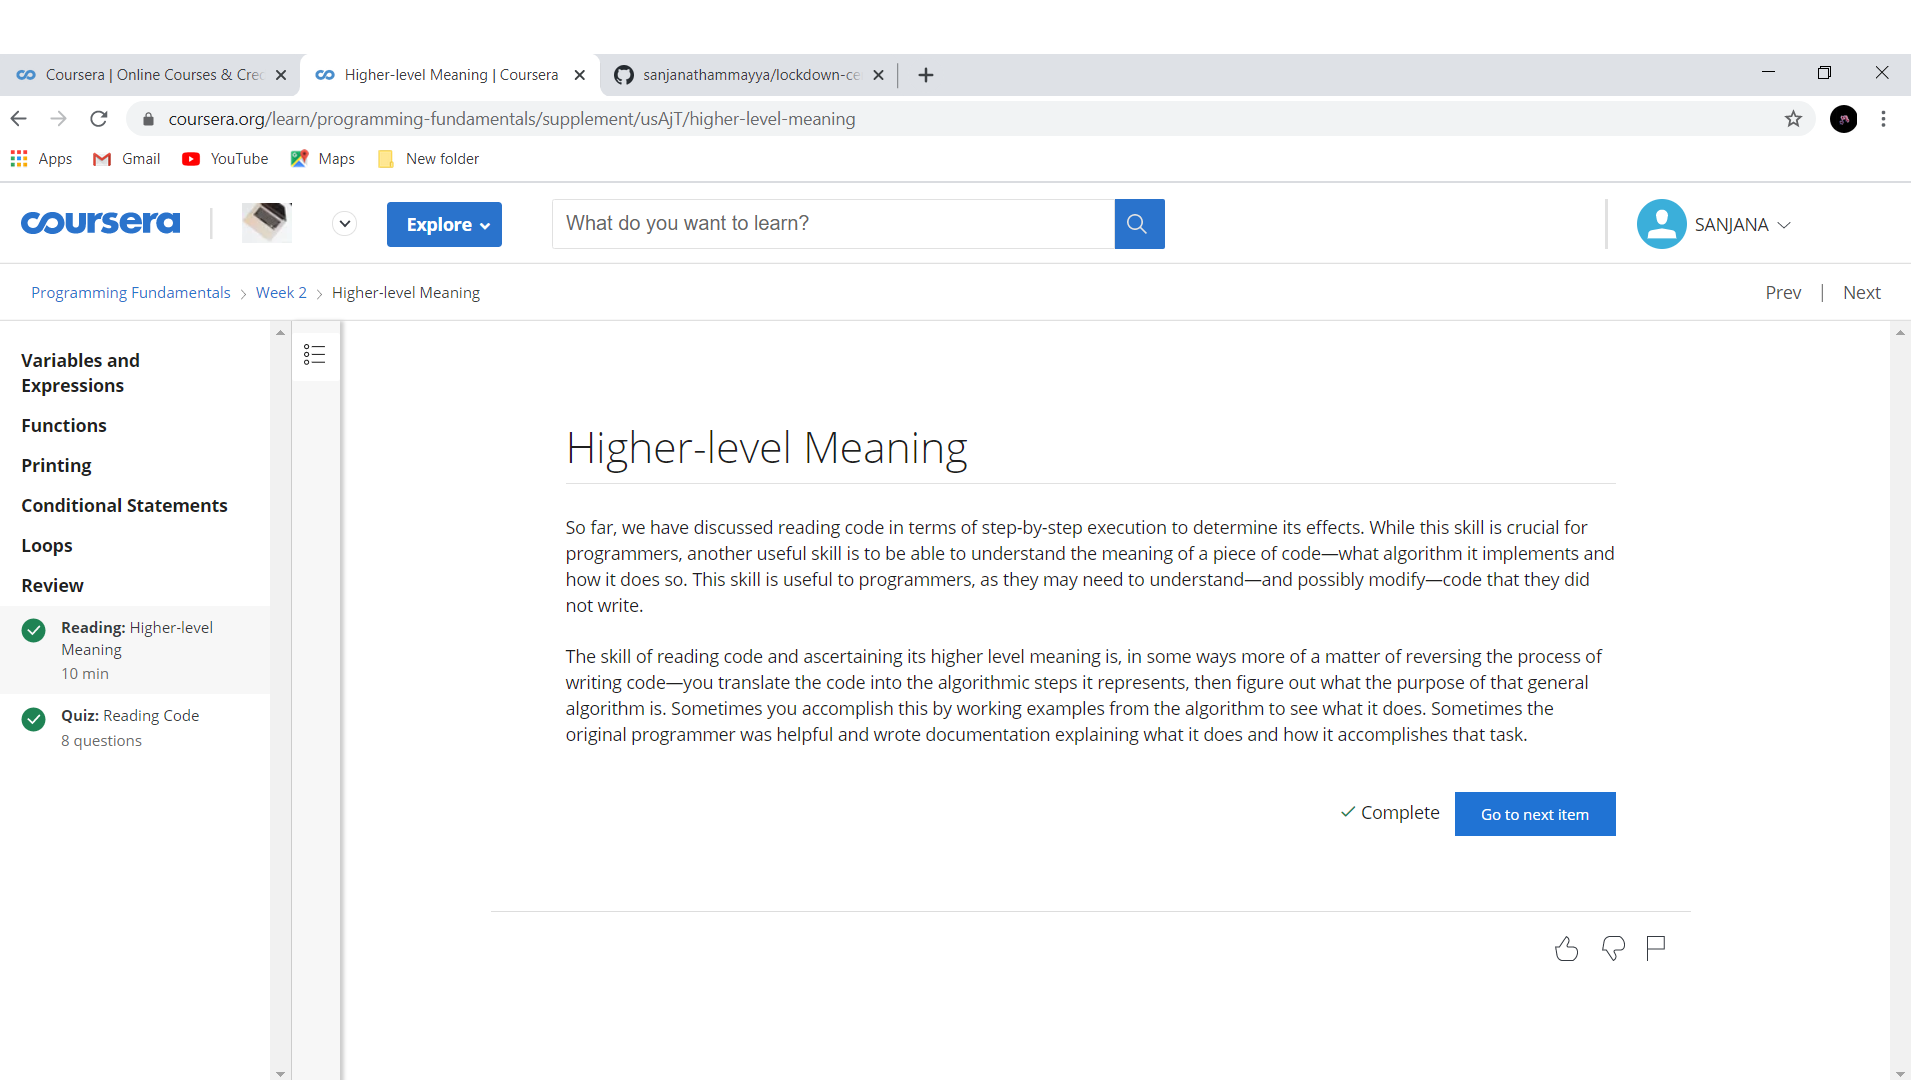 Coursera | Online Courses & Cre
Higher-level Meaning | Coursera
sanjanathammayya/lockdown-ce
coursera.org/learn/programming-fundamentals/supplement/usAjT/higher-level-meaning
Apps
Gmail
YouTube
Maps
New folder
coursera
Explore
What do you want to learn?
SANJANA
Programming Fundamentals
Week 2
Higher-level Meaning
Prev | Next
Variables and
Expressions
Functions
Printing
Conditional Statements
Loops
Review
Reading: Higher-level
Meaning
10 min
Quiz: Reading Code
8 questions
Higher-level Meaning
So far, we have discussed reading code in terms of step-by-step execution to determine its effects. While this skill is crucial for
programmers, another useful skill is to be able to understand the meaning of a piece of code—what algorithm it implements and
how it does so. This skill is useful to programmers, as they may need to understand—and possibly modify—code that they did
not write.
The skill of reading code and ascertaining its higher level meaning is, in some ways more of a matter of reversing the process of
writing code—you translate the code into the algorithmic steps it represents, then figure out what the purpose of that general
algorithm is. Sometimes you accomplish this by working examples from the algorithm to see what it does. Sometimes the
original programmer was helpful and wrote documentation explaining what it does and how it accomplishes that task.
Complete
Go to next item